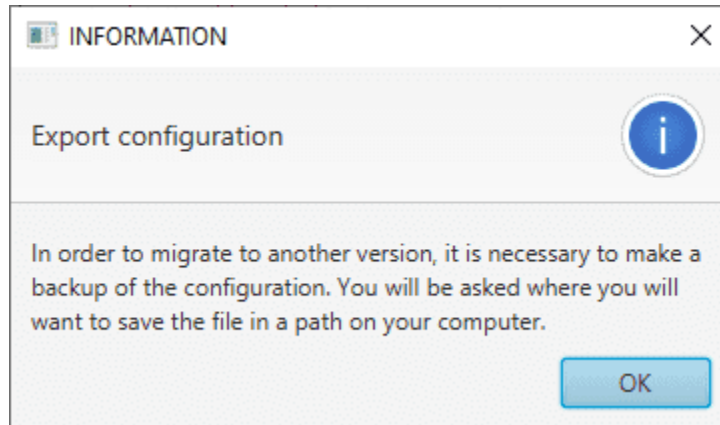 INFORMATION
Export configuration
In order to migrate to another version, it is necessary to make a
backup of the configuration. You will be asked where you will
want to save the file in a path on your computer.
OK